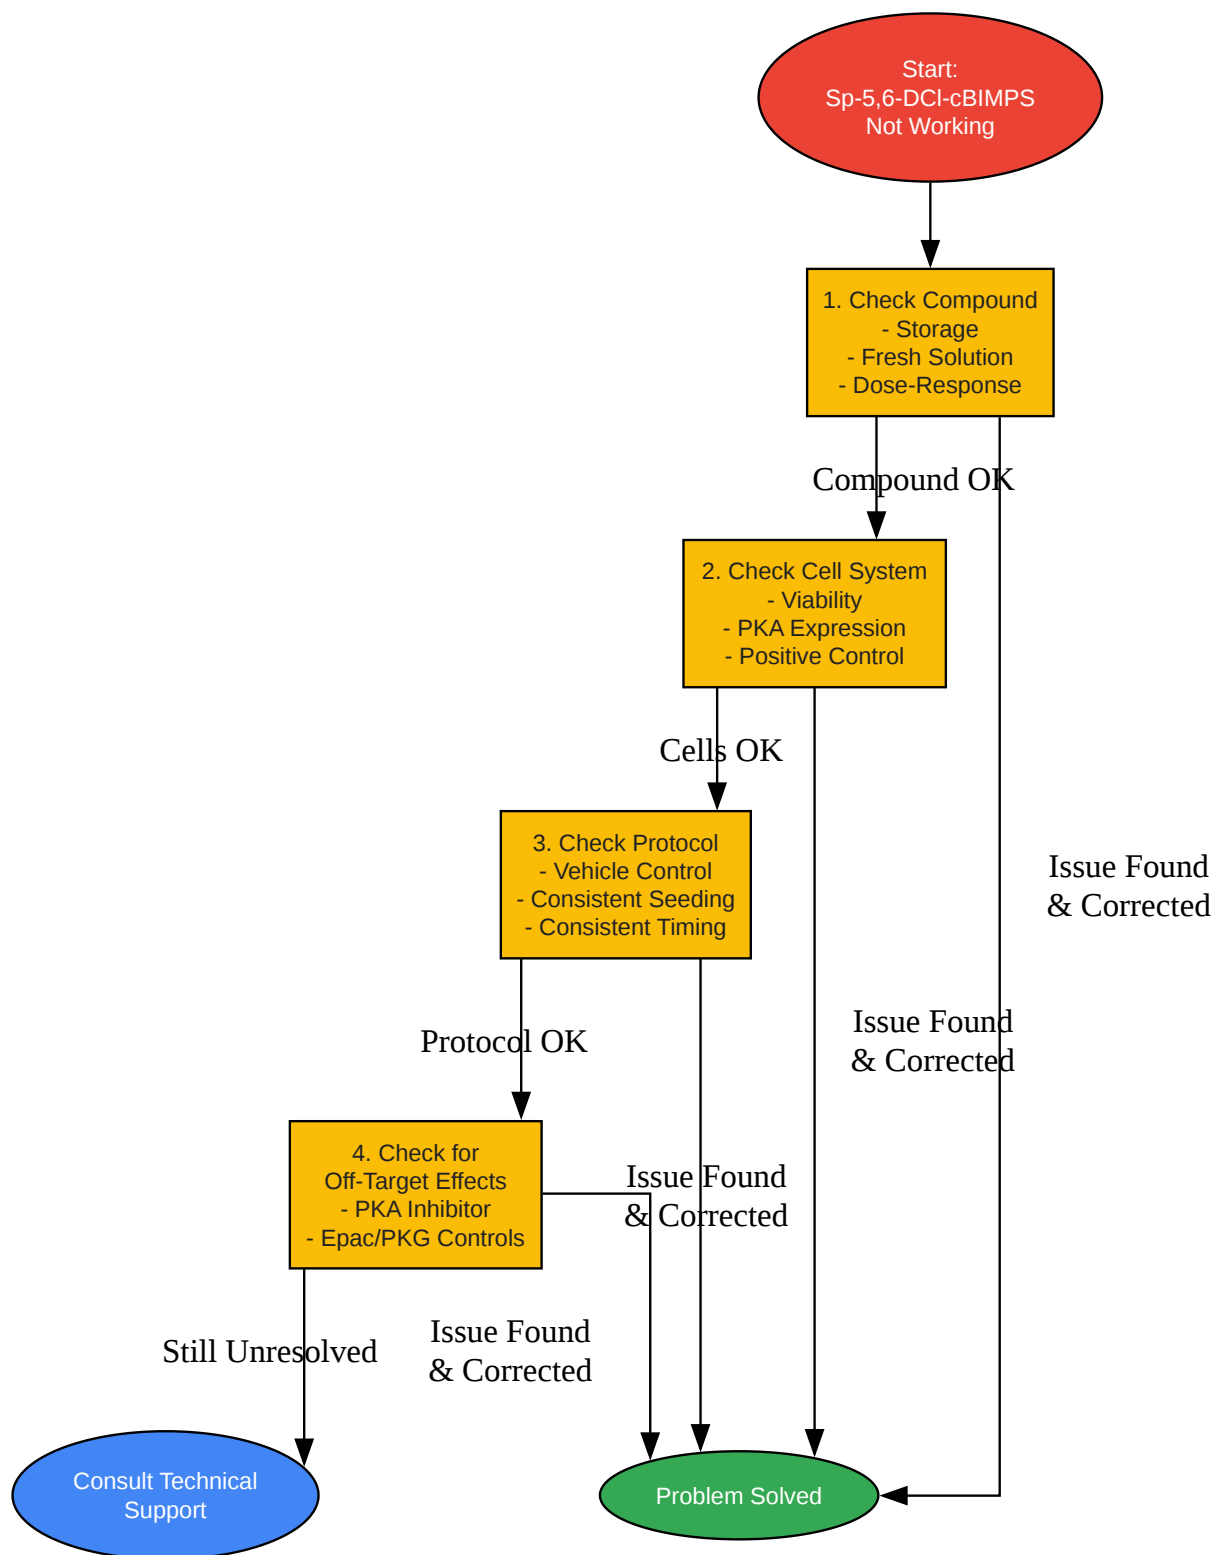 Start:
Sp-5,6-DCl-cBIMPS
Not Working
1. Check Compound
- Storage
- Fresh Solution
- Dose-Response
Compound OK
2. Check Cell System
- Viability
- PKA Expression
- Positive Control
Cells OK
3. Check Protocol
- Vehicle Control
- Consistent Seeding
- Consistent Timing
Issue Found
& Corrected
Issue Found
& Corrected
Protocol OK
4. Check for
Off-Target Effects
- PKA Inhibitor
- Epac/PKG Controls
Issue Found
& Corrected
Issue Found
& Corrected
Still Unresolved
Consult Technical
Support
Problem Solved